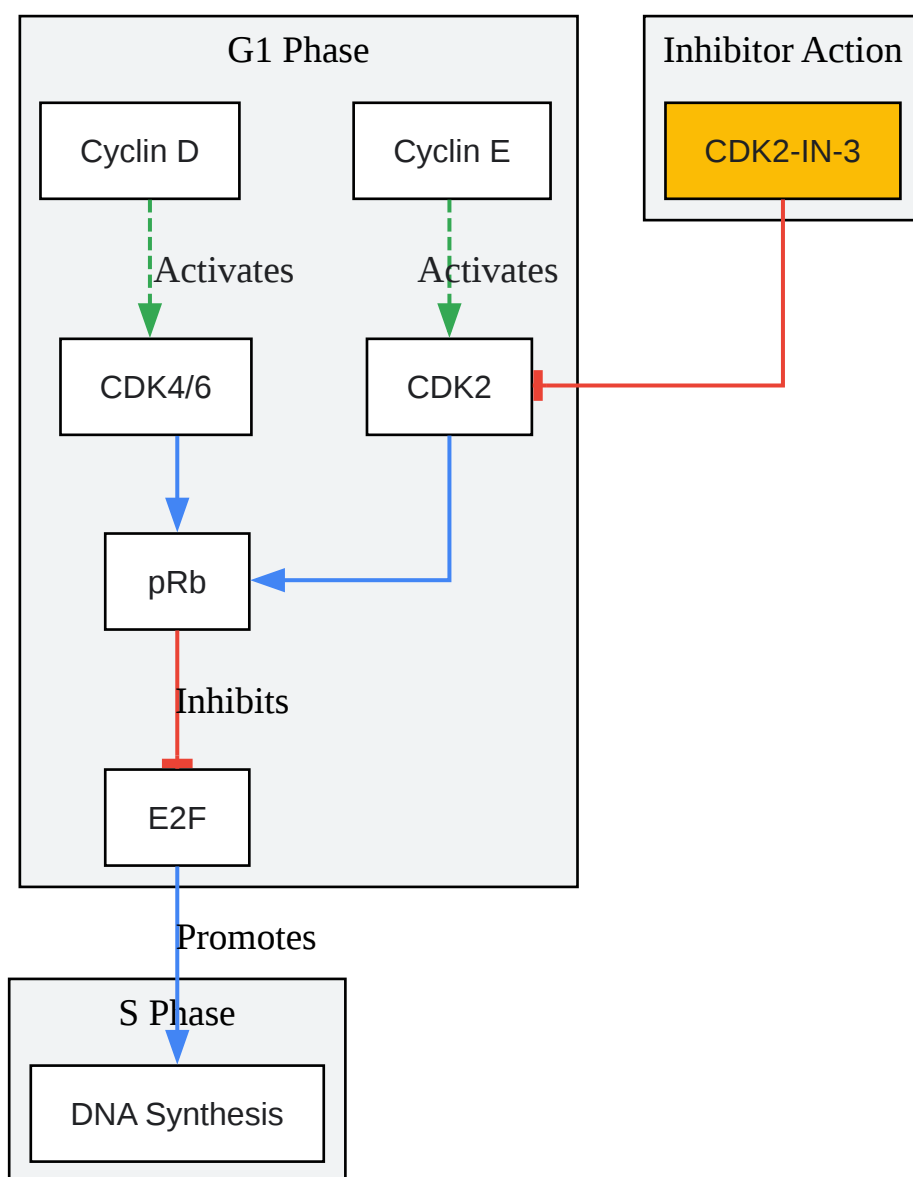 G1 Phase
Inhibitor Action
Cyclin D
Cyclin E
CDK2-IN-3
Activates
Activates
CDK4/6
CDK2
pRb
Inhibits
E2F
Promotes
S Phase
DNA Synthesis